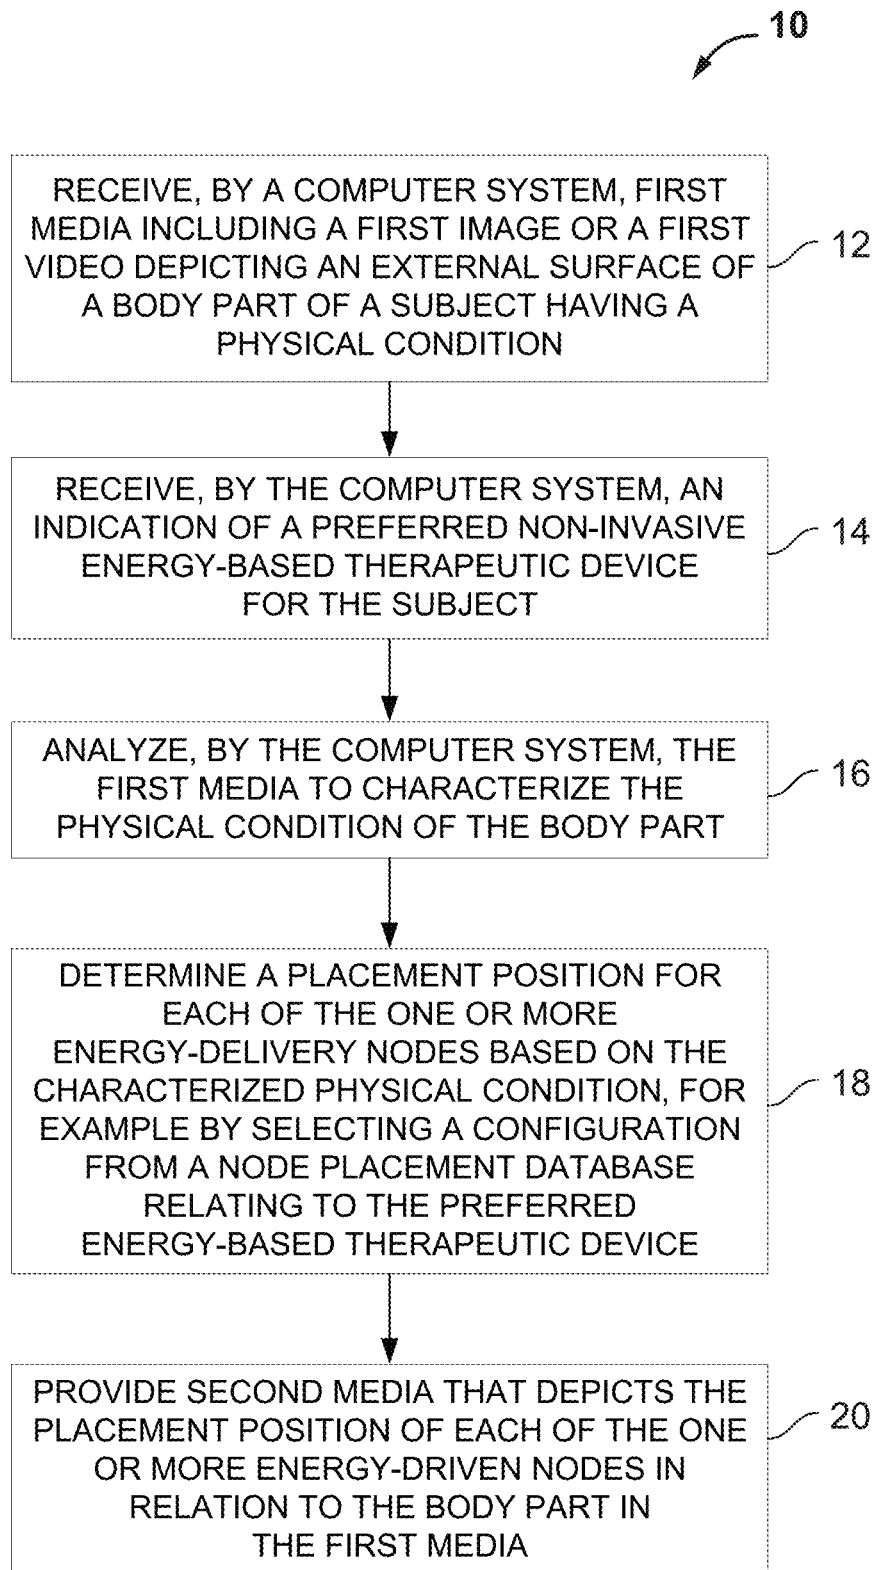 10
RECEIVE, BY A COMPUTER SYSTEM, FIRST
MEDIA INCLUDING A FIRST IMAGE OR A FIRST
VIDEO DEPICTING AN EXTERNAL SURFACE OF
A BODY PART OF A SUBJECT HAVING A
PHYSICAL CONDITION
12
RECEIVE, BY THE COMPUTER SYSTEM, AN
INDICATION OF A PREFERRED NON-INVASIVE
ENERGY-BASED THERAPEUTIC DEVICE
FOR THE SUBJECT
14
ANALYZE, BY THE COMPUTER SYSTEM, THE
FIRST MEDIA TO CHARACTERIZE THE
PHYSICAL CONDITION OF THE BODY PART
16
DETERMINE A PLACEMENT POSITION FOR
EACH OF THE ONE OR MORE
ENERGY-DELIVERY NODES BASED ON THE
CHARACTERIZED PHYSICAL CONDITION, FOR
EXAMPLE BY SELECTING A CONFIGURATION
FROM A NODE PLACEMENT DATABASE
RELATING TO THE PREFERRED
ENERGY-BASED THERAPEUTIC DEVICE
18
PROVIDE SECOND MEDIA THAT DEPICTS THE
PLACEMENT POSITION OF EACH OF THE ONE
OR MORE ENERGY-DRIVEN NODES IN
RELATION TO THE BODY PART IN
THE FIRST MEDIA
20